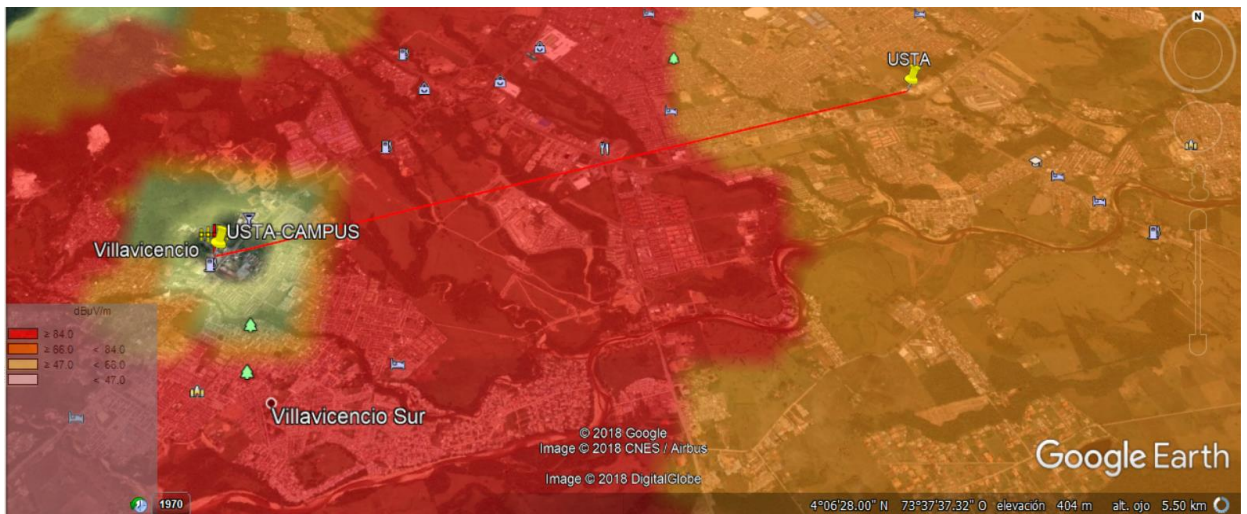 N
USTA
USTA-CAMPUS
Villavicencio
dBµV/m
≥ 84.0
≥ 66.0 < 84.0
≥ 47.0 < 66.0
< 47.0
Villavicencio Sur
© 2018 Google
Image © 2018 CNES / Airbus
Image © 2018 DigitalGlobe
Google Earth
1970
4°06'28.00" N 73°37'37.32" O elevación 404 m alt. ojo 5.50 km